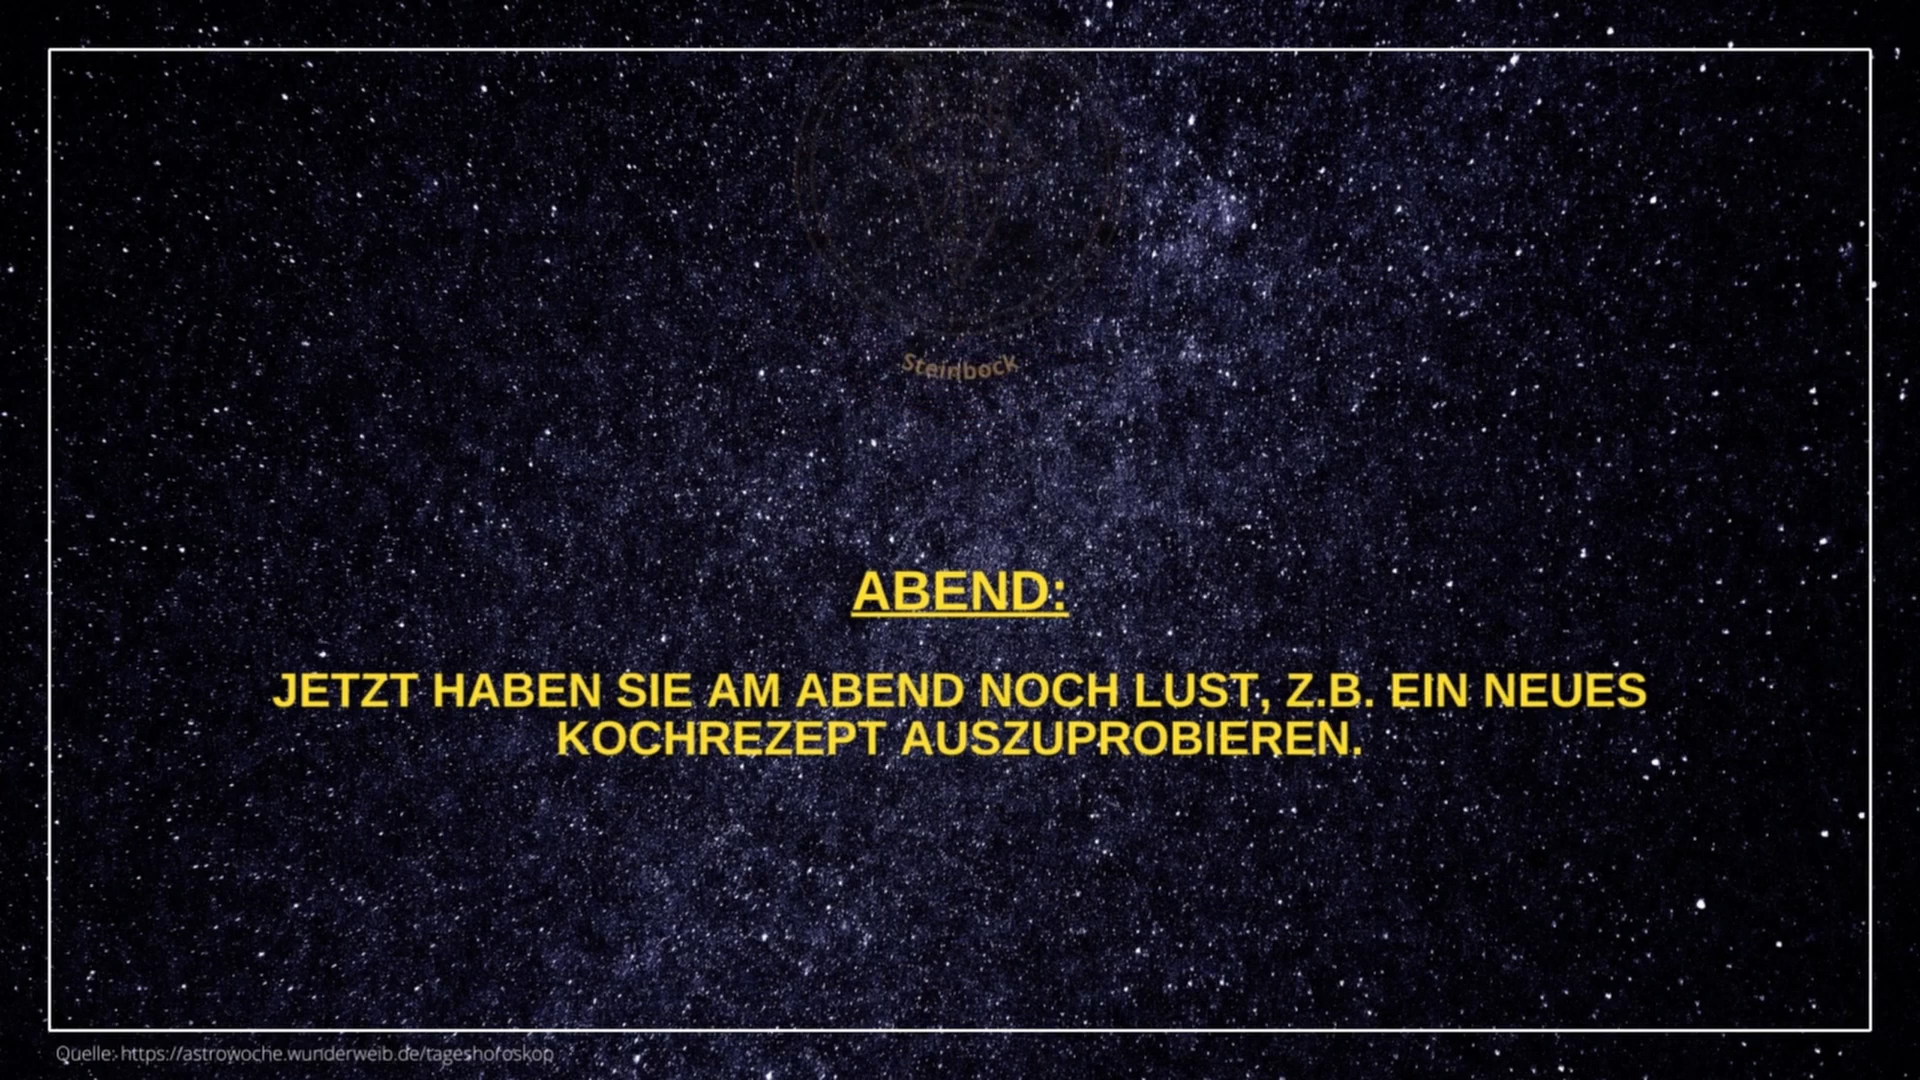 Steinbock
ABEND:
JETZT HABEN SIE AM ABEND NOCH LUST, Z.B. EIN NEUES
KOCHREZEPT AUSZUPROBIEREN.
Quelle: https://astrowoche.wunderweib.de/tageshoroskop